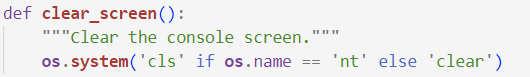 def clear_screen():
    """Clear the console screen."""
    os.system('cls' if os.name == 'nt' else 'clear')